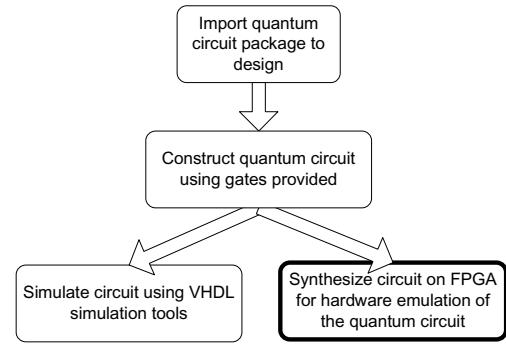 Import quantum
circuit package to
design
Construct quantum circuit
using gates provided
Simulate circuit using VHDL
simulation tools
Synthesize circuit on FPGA
for hardware emulation of
the quantum circuit